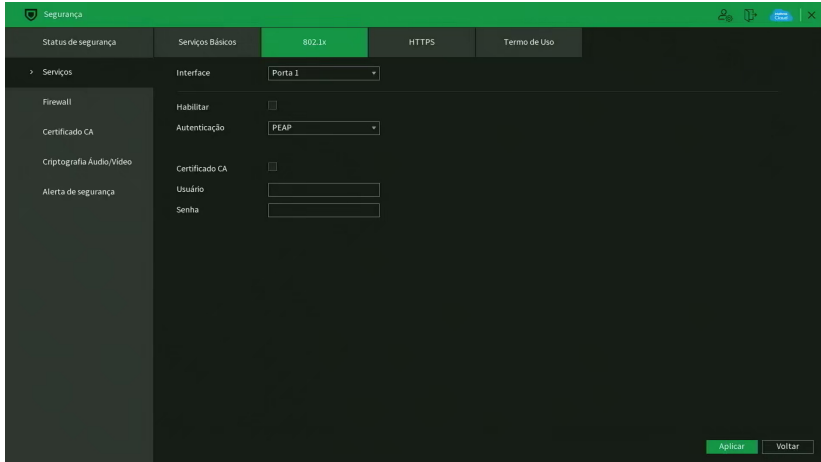 Segurança
Status de segurança
Serviços Básicos
802.1x
HTTPS
Termo de Uso
> Serviços
Firewall
Certificado CA
Criptografia Áudio/Vídeo
Alerta de segurança
Interface
Porta 1
Habilitar
Autenticação
PEAP
Certificado CA
Usuário
Senha
Aplicar
Voltar